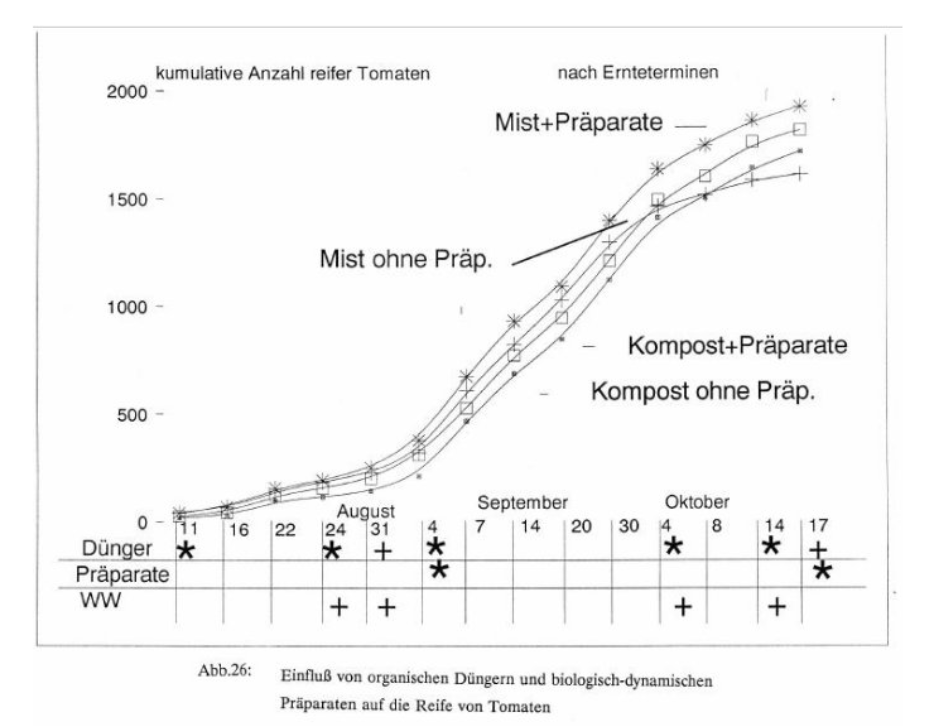 kumulative Anzahl reifer Tomaten nach Ernteterminen
2000
Mist+Präparate
1500
Mist ohne Präp.
1000
Kompost+Präparate
Kompost ohne Präp.
500
August September Oktober
0
11 16 22 24 31 4 7 14 20 30 4 8 14 17
Dünger * * + * * * +
Präparate * *
WW + + + +
Abb.26: Einfluß von organischen Düngern und biologisch-dynamischen
Präparaten auf die Reife von Tomaten